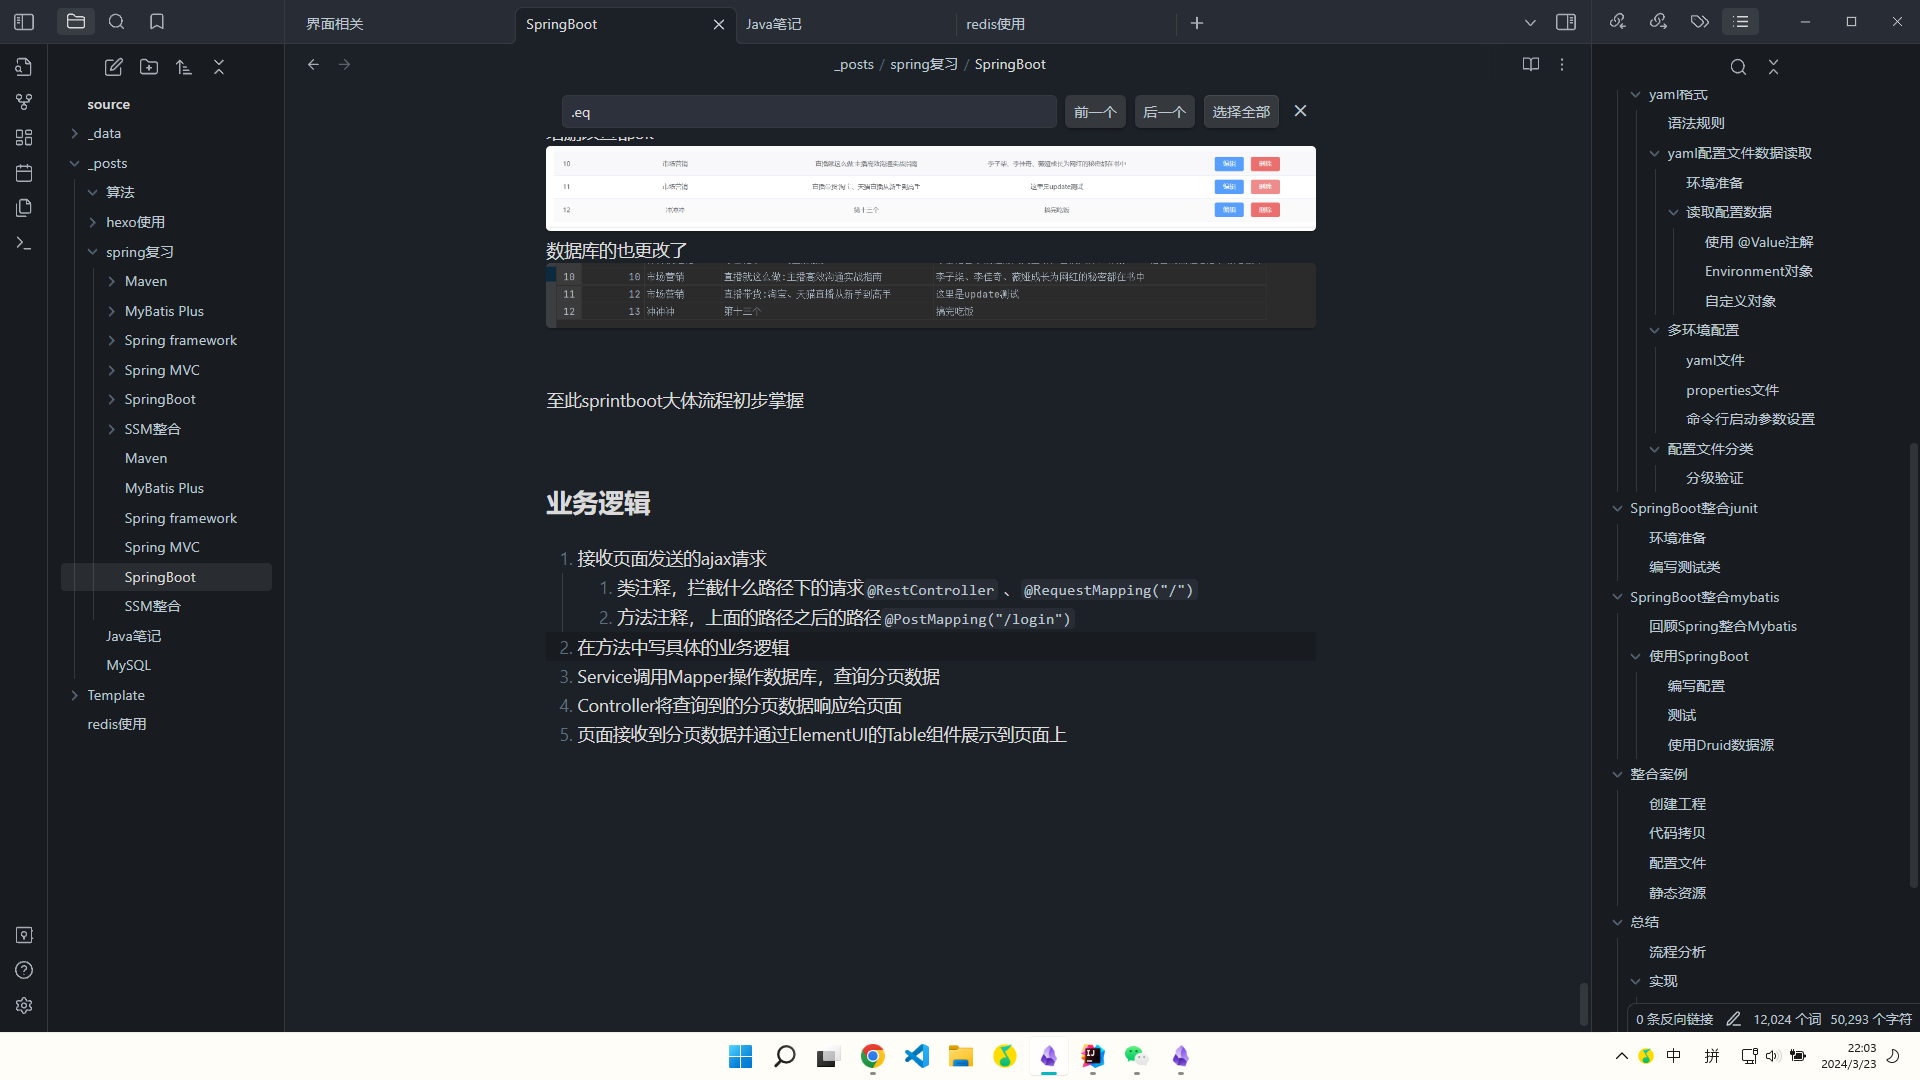 界面相关
SpringBoot
Java笔记
redis使用
source
_data
_posts
算法
hexo使用
spring复习
Maven
MyBatis Plus
Spring framework
Spring MVC
SpringBoot
SSM整合
Maven
MyBatis Plus
Spring framework
Spring MVC
SpringBoot
SSM整合
Java笔记
MySQL
Template
redis使用
_posts / spring复习 / SpringBoot
.eq
前一个
后一个
选择全部
10 市场营销 直播就这么做:主播高效沟通实战指南 李子柒、李佳奇、薇娅成长为网红的秘密都在书中 编辑 删除
11 市场营销 直播带货:淘宝、天猫直播从新手到高手 这里是update测试 编辑 删除
12 冲冲冲 第十三个 搞完吃饭 编辑 删除
数据库的也更改了
10 10 市场营销 直播就这么做:主播高效沟通实战指南 李子柒、李佳奇、薇娅成长为网红的秘密都在书中
11 12 市场营销 直播带货:淘宝、天猫直播从新手到高手 这里是update测试
12 13 冲冲冲 第十三个 搞完吃饭
至此sprintboot大体流程初步掌握
业务逻辑
1. 接收页面发送的ajax请求
1. 类注释，拦截什么路径下的请求 @RestController 、 @RequestMapping("/")
2. 方法注释，上面的路径之后的路径 @PostMapping("/login")
2. 在方法中写具体的业务逻辑
3. Service调用Mapper操作数据库，查询分页数据
4. Controller将查询到的分页数据响应给页面
5. 页面接收到分页数据并通过ElementUI的Table组件展示到页面上
yaml格式
语法规则
yaml配置文件数据读取
环境准备
读取配置数据
使用 @Value注解
Environment对象
自定义对象
多环境配置
yaml文件
properties文件
命令行启动参数设置
配置文件分类
分级验证
SpringBoot整合junit
环境准备
编写测试类
SpringBoot整合mybatis
回顾Spring整合Mybatis
使用SpringBoot
编写配置
测试
使用Druid数据源
整合案例
创建工程
代码拷贝
配置文件
静态资源
总结
流程分析
实现
0 条反向链接 12,024 个词 50,293 个字符
中
拼
22:03
2024/3/23